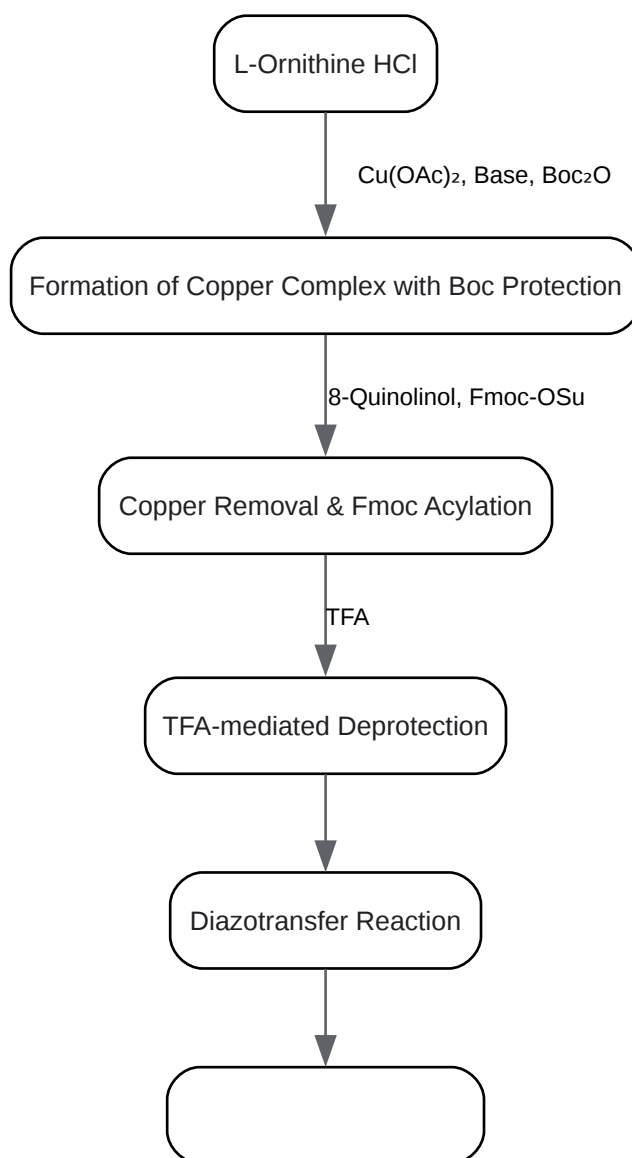 L-Ornithine HCl
Cu(OAc)₂, Base, Boc₂O
Formation of Copper Complex with Boc Protection
8-Quinolinol, Fmoc-OSu
Copper Removal & Fmoc Acylation
TFA
TFA-mediated Deprotection
Diazotransfer Reaction